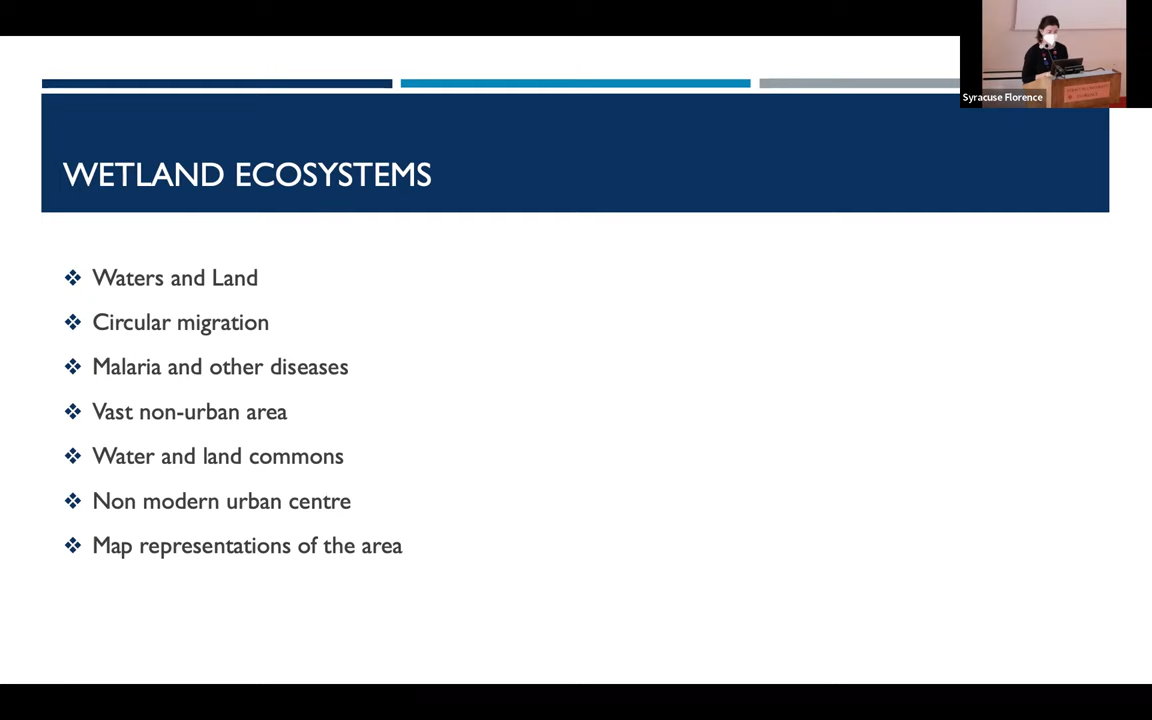 Syracuse Florence
WETLAND ECOSYSTEMS
Waters and Land
Circular migration
Malaria and other diseases
Vast non-urban area
Water and land commons
Non modern urban centre
Map representations of the area